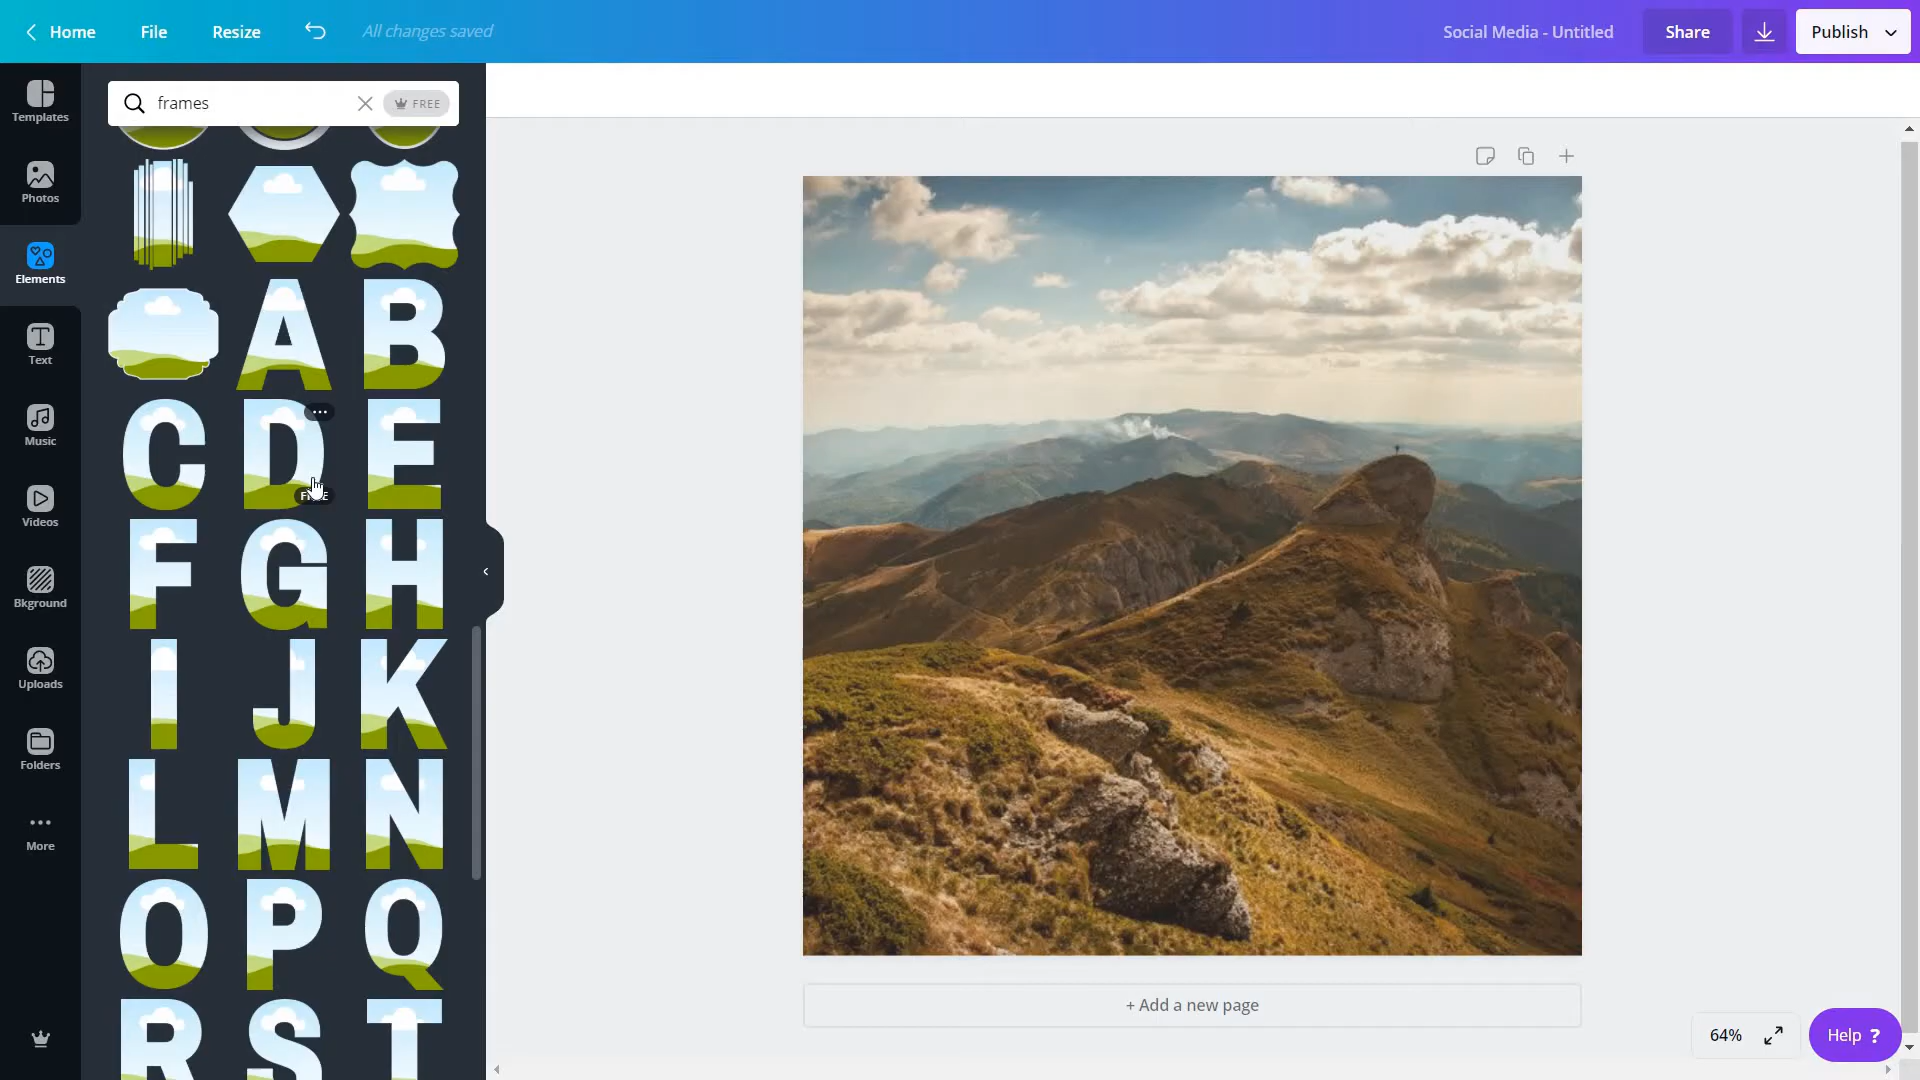 Home
File
Resize
All changes saved
Social Media - Untitled
Share
Publish
Templates
Photos
Elements
Text
Music
Videos
Bkground
Uploads
Folders
More
frames
FREE
A
B
C
D
E
F
G
H
I
J
K
L
M
N
O
P
Q
R
S
T
+ Add a new page
64%
Help ?